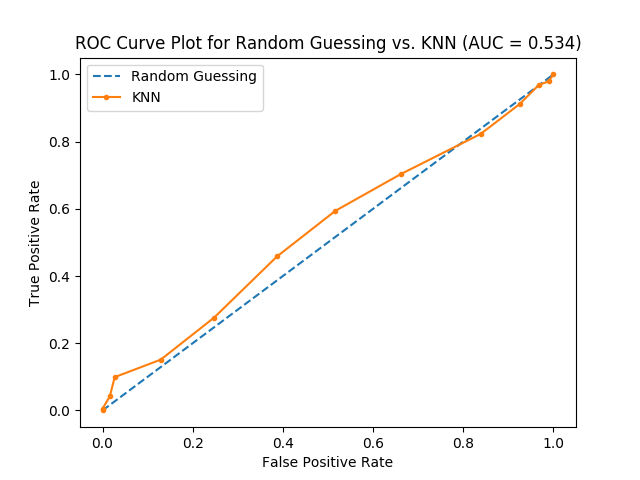 ROC Curve Plot for Random Guessing vs. KNN (AUC = 0.534)
Random Guessing
KNN
1.0
0.8
0.6
0.4
0.2
0.0
True Positive Rate
0.0 0.2 0.4 0.6 0.8 1.0
False Positive Rate